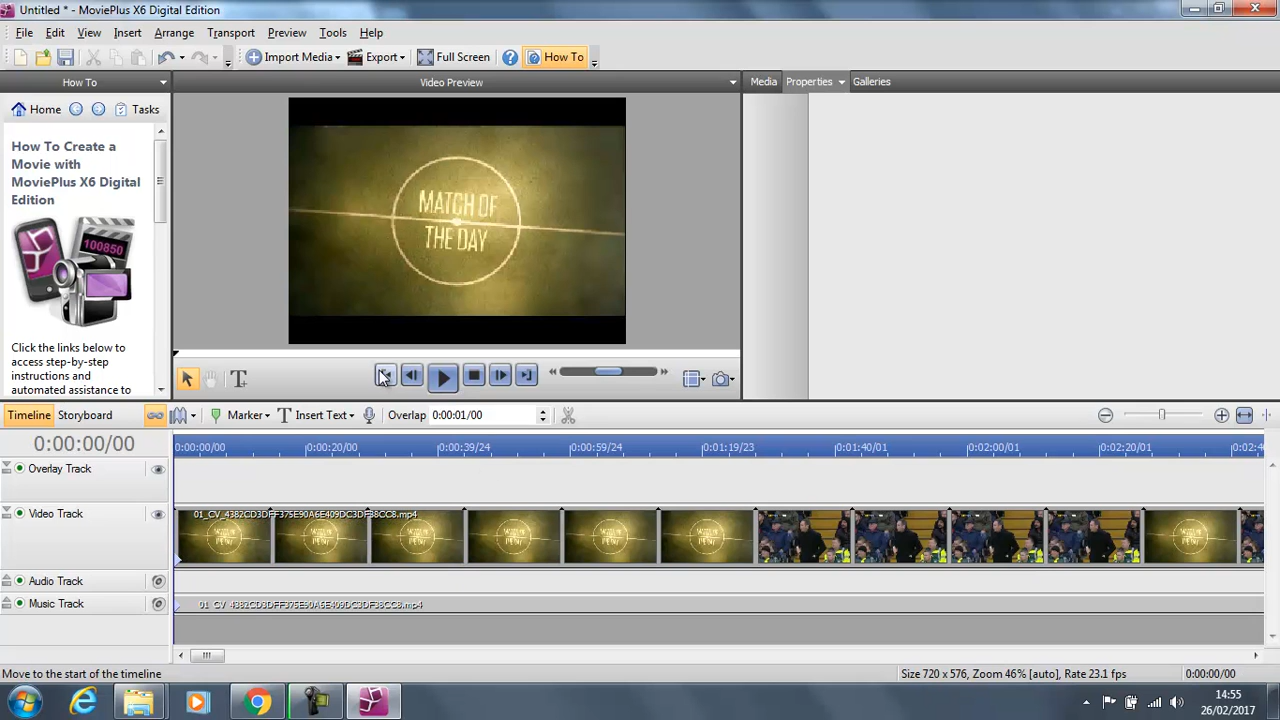 Untitled * - MoviePlus X6 Digital Edition
File Edit View Insert Arrange Transport Preview Tools Help
Import Media Export Full Screen How To
How To
Video Preview
Media Properties Galleries
Home Tasks
How To Create a
Movie with
MoviePlus X6 Digital
Edition
100850
Click the links below to
access step-by-step
instructions and
automated assistance to
MATCH OF
THE DAY
Timeline Storyboard Marker Insert Text Overlap 0:00:01/00
0:00:00/00
0:00:00/00 0:00:20/00 0:00:39/24 0:00:59/24 0:01:19/23 0:01:40/01 0:02:00/01 0:02:20/01 0:02:4
Overlay Track
Video Track
01_CV_4382CD3DFF375E90A6E409DC3DF38CC8.mp4
Audio Track
Music Track
01_CV_4382CD3DFF375E90A6E409DC3DF38CC8.mp4
Move to the start of the timeline
Size 720 x 576, Zoom 46% [auto], Rate 23.1 fps
0:00:00/00
14:55
26/02/2017